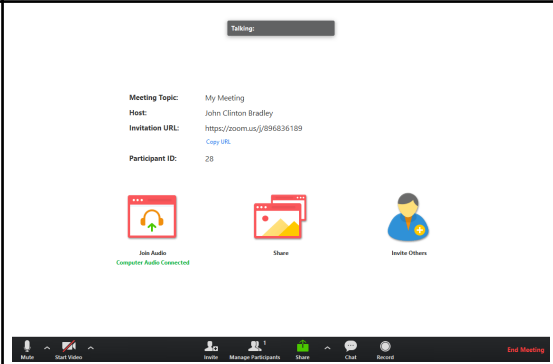 Talking:
Meeting Topic: My Meeting
Host: John Clinton Bradley
Invitation URL: https://zoom.us/j/896836189
Copy URL
Participant ID: 28
Join Audio Share Invite Others
Computer Audio Connected
1
Mute Start Video Invite Manage Participants Share Chat Record End Meeting